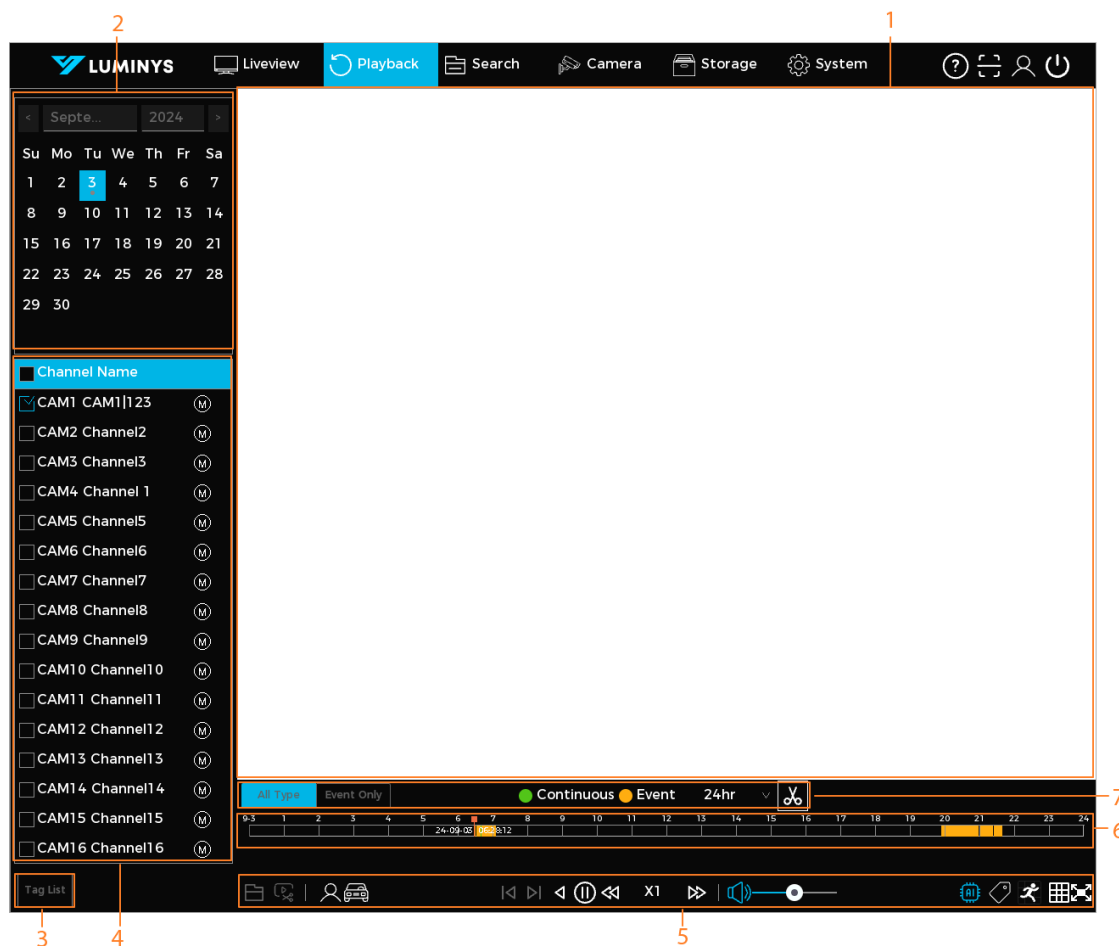 2
1
LUMINYS Liveview Playback Search Camera Storage System
< Septe... 2024 >
Su Mo Tu We Th Fr Sa
1 2 3 4 5 6 7
8 9 10 11 12 13 14
15 16 17 18 19 20 21
22 23 24 25 26 27 28
29 30
Channel Name
CAM1 CAM1|123 M
CAM2 Channel2 M
CAM3 Channel3 M
CAM4 Channel 1 M
CAM5 Channel5 M
CAM6 Channel6 M
CAM7 Channel7 M
CAM8 Channel8 M
CAM9 Channel9 M
CAM10 Channel10 M
CAM11 Channel11 M
CAM12 Channel12 M
CAM13 Channel13 M
CAM14 Channel14 M
CAM15 Channel15 M
CAM16 Channel16 M
All Type Event Only Continuous Event 24hr
7
9-3 1 2 3 4 5 6 7 8 9 10 11 12 13 14 15 16 17 18 19 20 21 22 23 24
24-09-03 06:28:12
6
Tag List
X1
AI
3
4
5